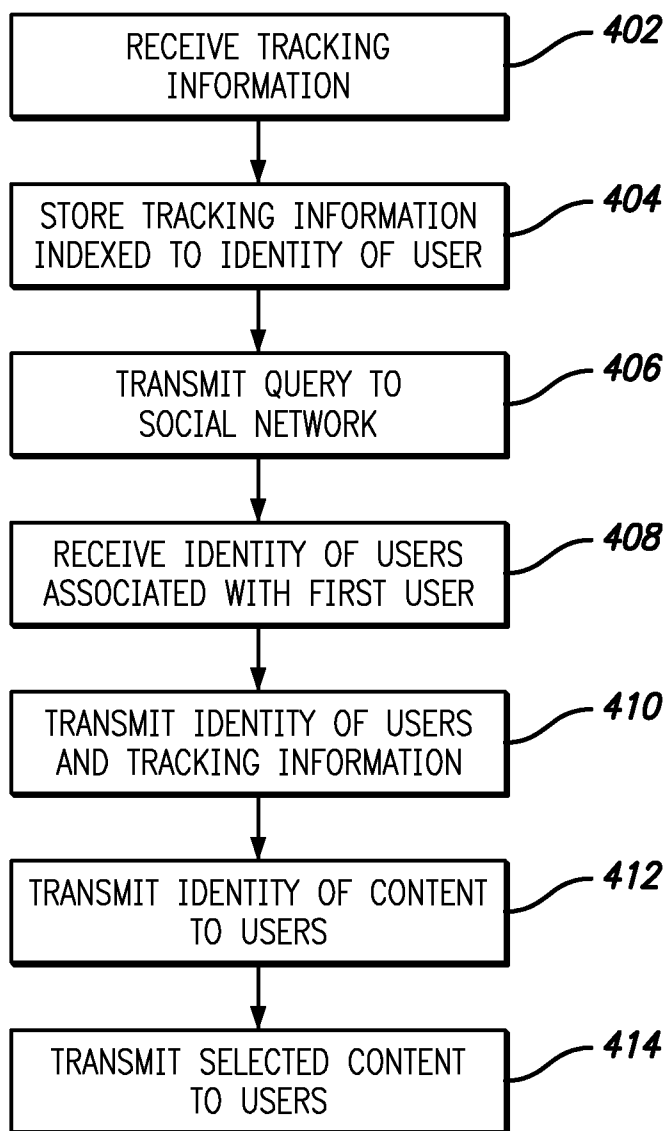 RECEIVE TRACKING
INFORMATION
402
STORE TRACKING INFORMATION
INDEXED TO IDENTITY OF USER
404
TRANSMIT QUERY TO
SOCIAL NETWORK
406
RECEIVE IDENTITY OF USERS
ASSOCIATED WITH FIRST USER
408
TRANSMIT IDENTITY OF USERS
AND TRACKING INFORMATION
410
TRANSMIT IDENTITY OF CONTENT
TO USERS
412
TRANSMIT SELECTED CONTENT
TO USERS
414